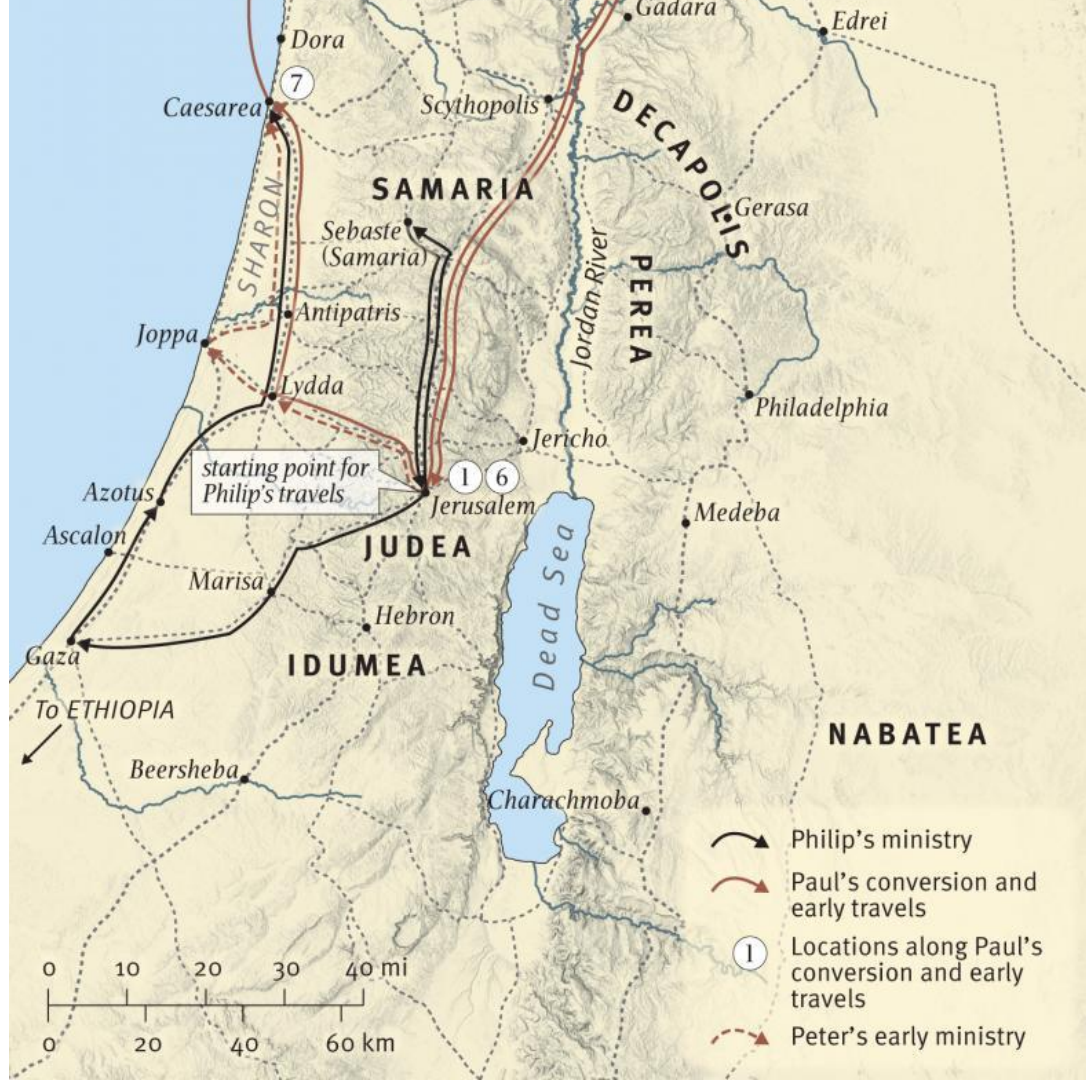 Gadara
Edrei
Dora
7
Caesarea
Scythopolis
DECAPOLIS
SAMARIA
Gerasa
Sebaste
(Samaria)
SHARON
Jordan River
PEREA
Antipatris
Joppa
Lydda
Philadelphia
Jericho
starting point for
Philip's travels
1 6
Azotus
Jerusalem
Medeba
Ascalon
JUDEA
Dead Sea
Marisa
Hebron
Gaza
IDUMEA
To ETHIOPIA
NABATEA
Beersheba
Charachmoba
Philip's ministry
Paul's conversion and
early travels
1
Locations along Paul's
conversion and early
travels
Peter's early ministry
0 10 20 30 40 mi
0 20 40 60 km